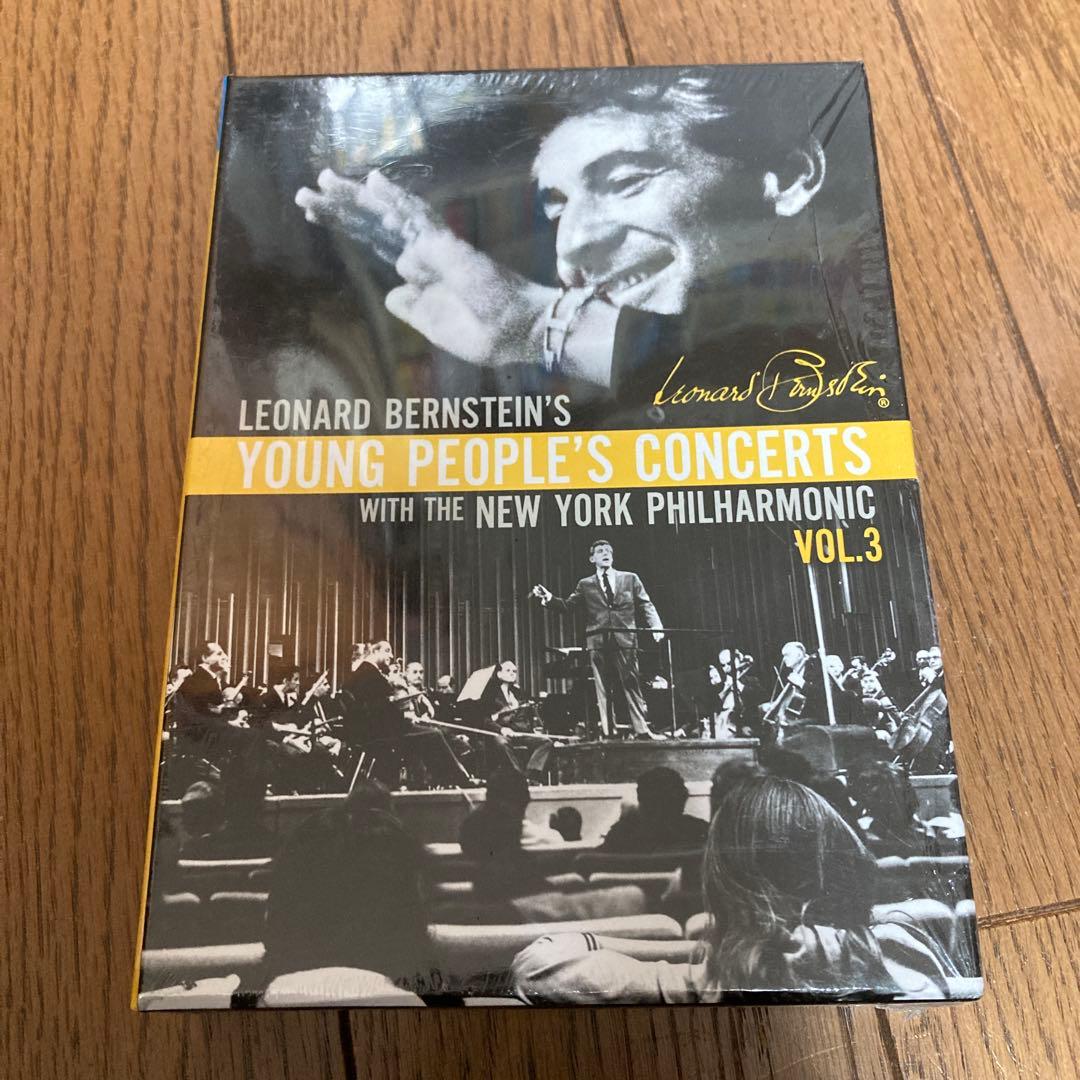 Leonard Bernstein®
LEONARD BERNSTEIN'S
YOUNG PEOPLE'S CONCERTS
WITH THE NEW YORK PHILHARMONIC
VOL.3